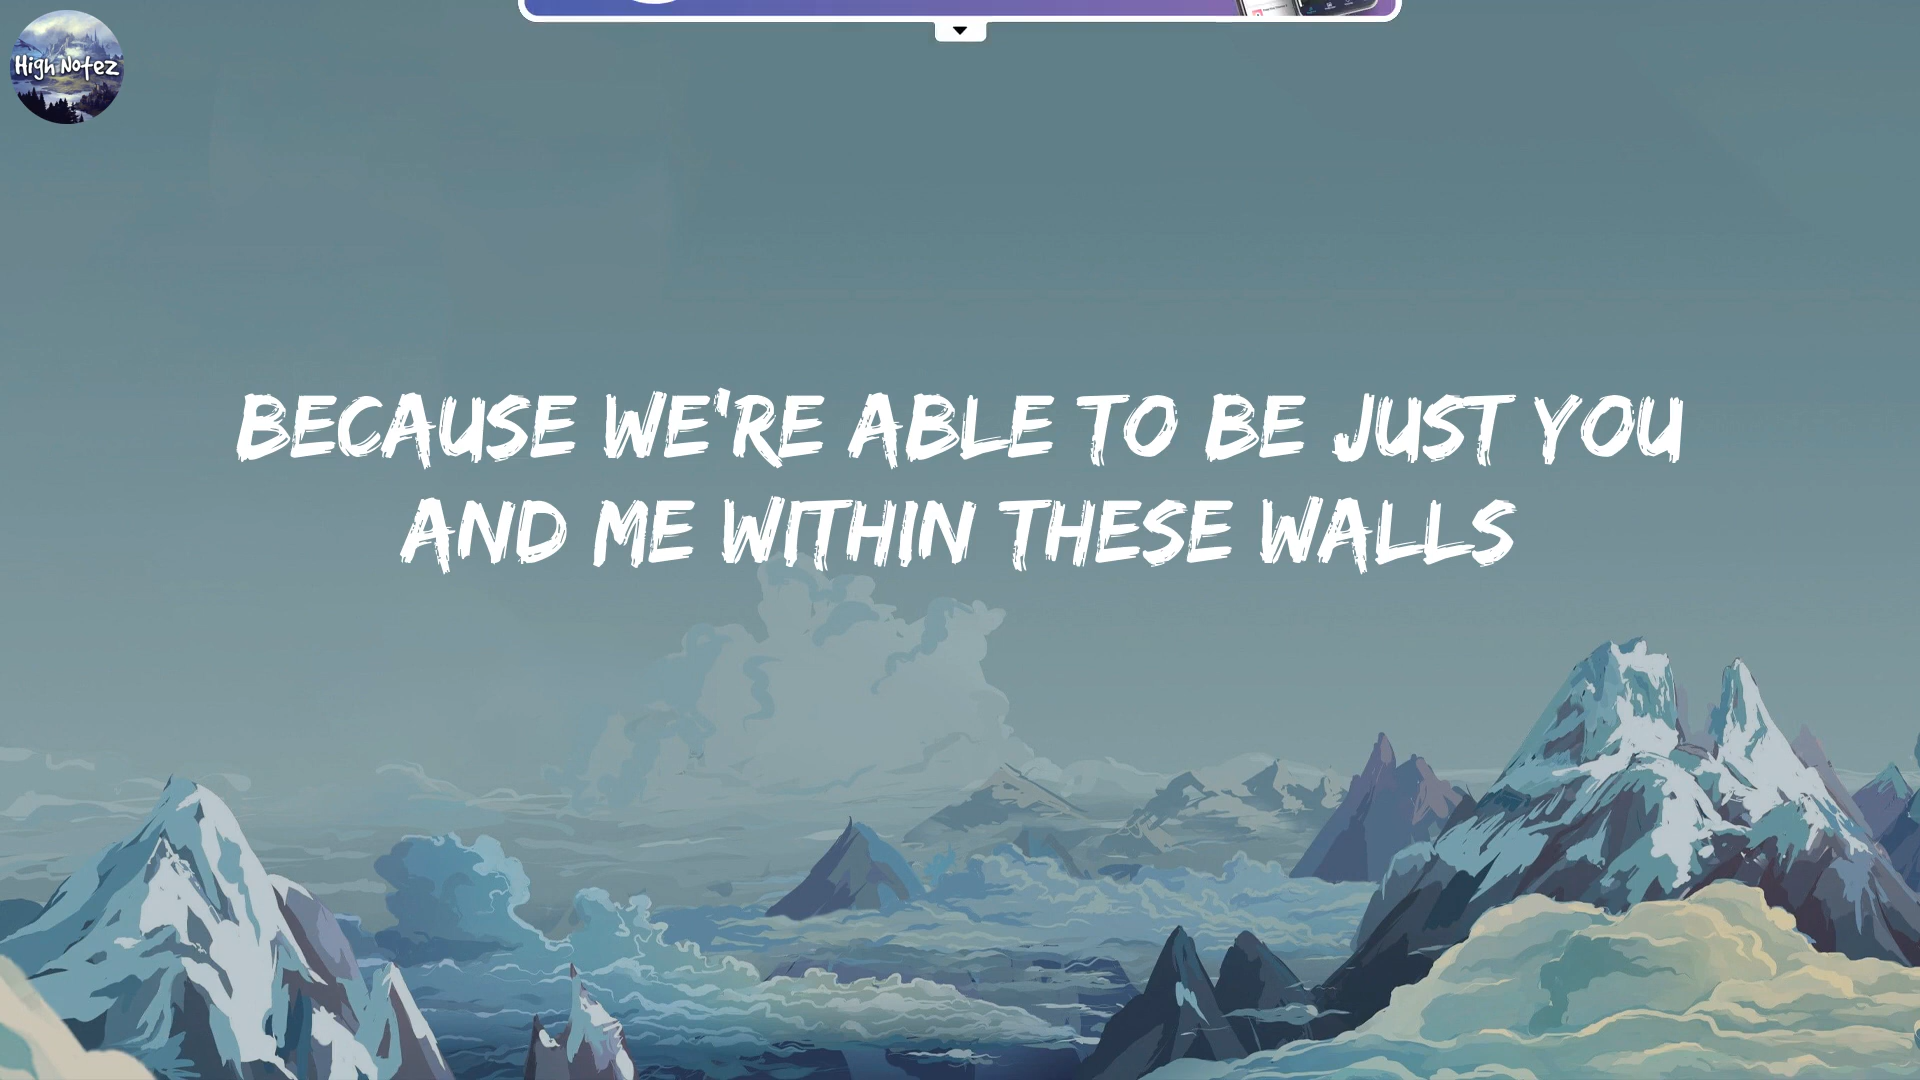 High Notez
BECAUSE WE'RE ABLE TO BE JUST YOU
AND ME WITHIN THESE WALLS